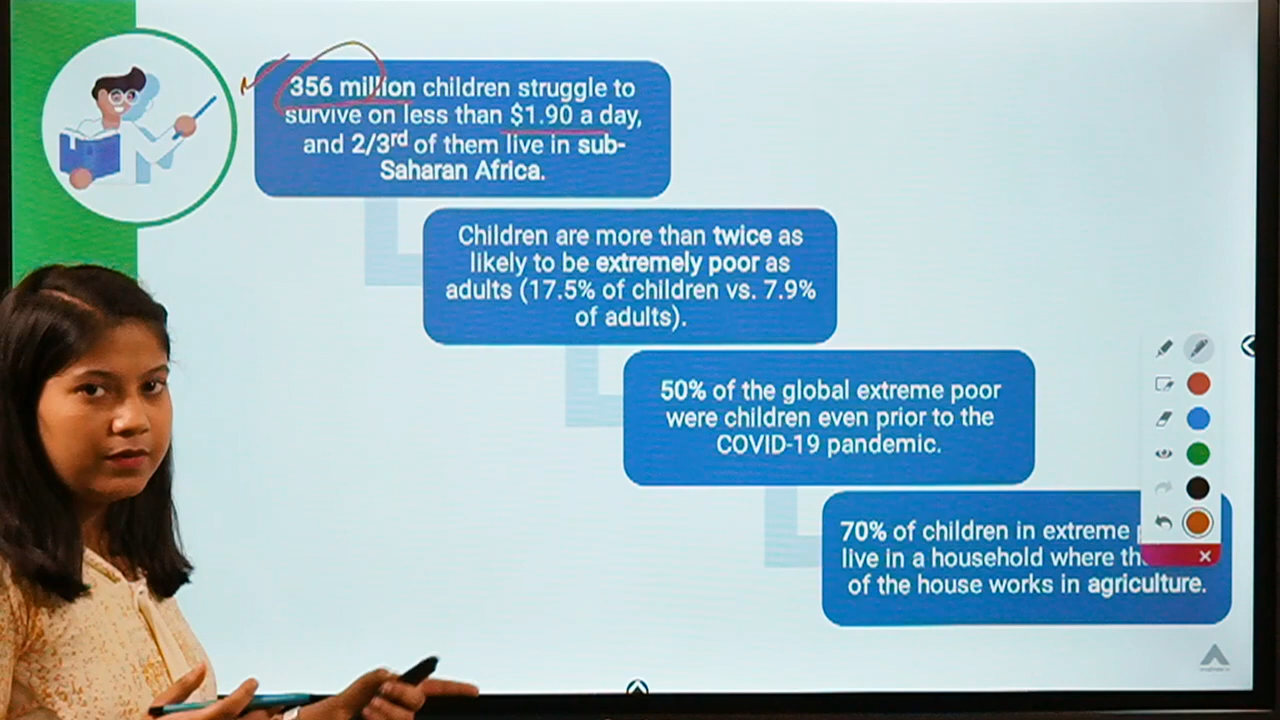 356 million children struggle to
survive on less than $1.90 a day,
and 2/3rd of them live in sub-
Saharan Africa.
Children are more than twice as
likely to be extremely poor as
adults (17.5% of children vs. 7.9%
of adults).
50% of the global extreme poor
were children even prior to the
COVID-19 pandemic.
70% of children in extreme
live in a household where
of the house works in agriculture.